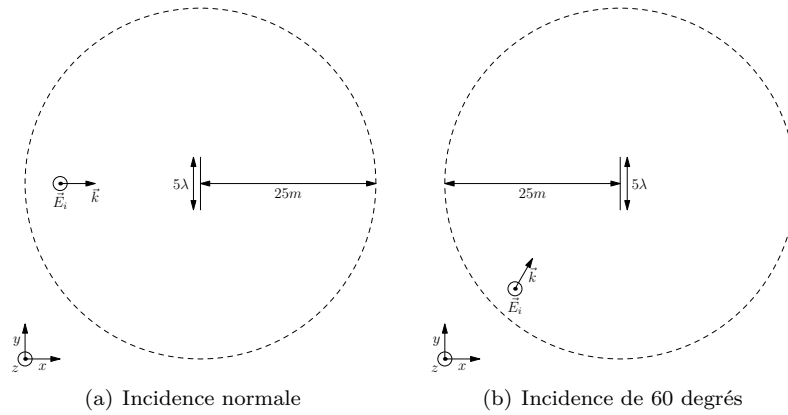 5λ
25m
E⃗i
k⃗
y
z
x
(a) Incidence normale
5λ
25m
k⃗
E⃗i
y
z
x
(b) Incidence de 60 degrés